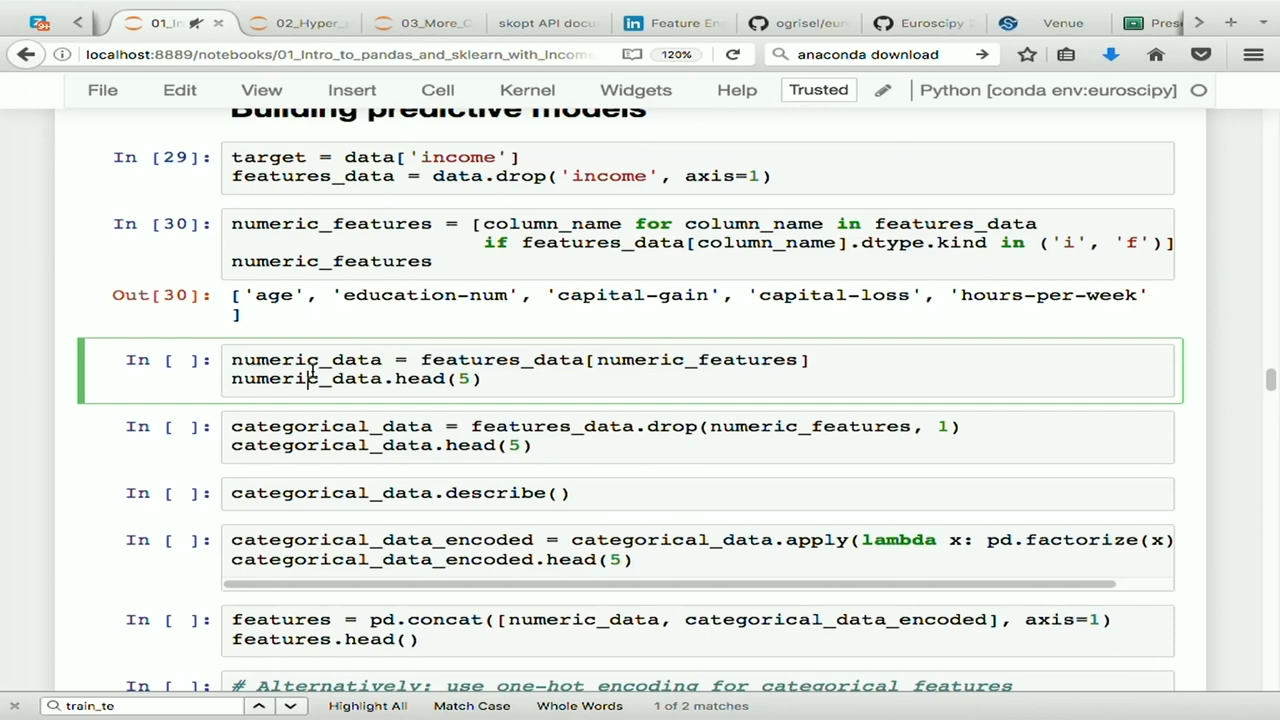 01_In
02_Hyper_
03_More_C
skopt API docu
Feature En
ogrisel/eur
Euroscipy
Venue
Pres
localhost:8889/notebooks/01_Intro_to_pandas_and_sklearn_with_Income
120%
anaconda download
File Edit View Insert Cell Kernel Widgets Help Trusted Python [conda env:euroscipy]
Building predictive models
In [29]: target = data['income']
features_data = data.drop('income', axis=1)
In [30]: numeric_features = [column_name for column_name in features_data
if features_data[column_name].dtype.kind in ('i', 'f')]
numeric_features
Out[30]: ['age', 'education-num', 'capital-gain', 'capital-loss', 'hours-per-week'
]
In [ ]: numeric_data = features_data[numeric_features]
numeric_data.head(5)
In [ ]: categorical_data = features_data.drop(numeric_features, 1)
categorical_data.head(5)
In [ ]: categorical_data.describe()
In [ ]: categorical_data_encoded = categorical_data.apply(lambda x: pd.factorize(x)
categorical_data_encoded.head(5)
In [ ]: features = pd.concat([numeric_data, categorical_data_encoded], axis=1)
features.head()
In [ ]: # Alternatively: use one-hot encoding for categorical features
train_te Highlight All Match Case Whole Words 1 of 2 matches